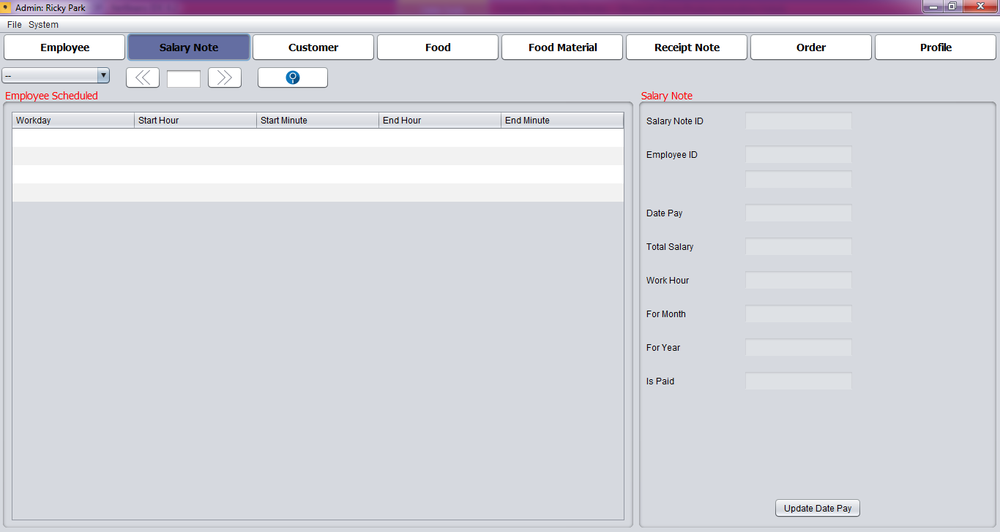 Admin: Ricky Park
File System
Employee Salary Note Customer Food Food Material Receipt Note Order Profile
--
Employee Scheduled
Workday Start Hour Start Minute End Hour End Minute
Salary Note
Salary Note ID
Employee ID
Date Pay
Total Salary
Work Hour
For Month
For Year
Is Paid
Update Date Pay